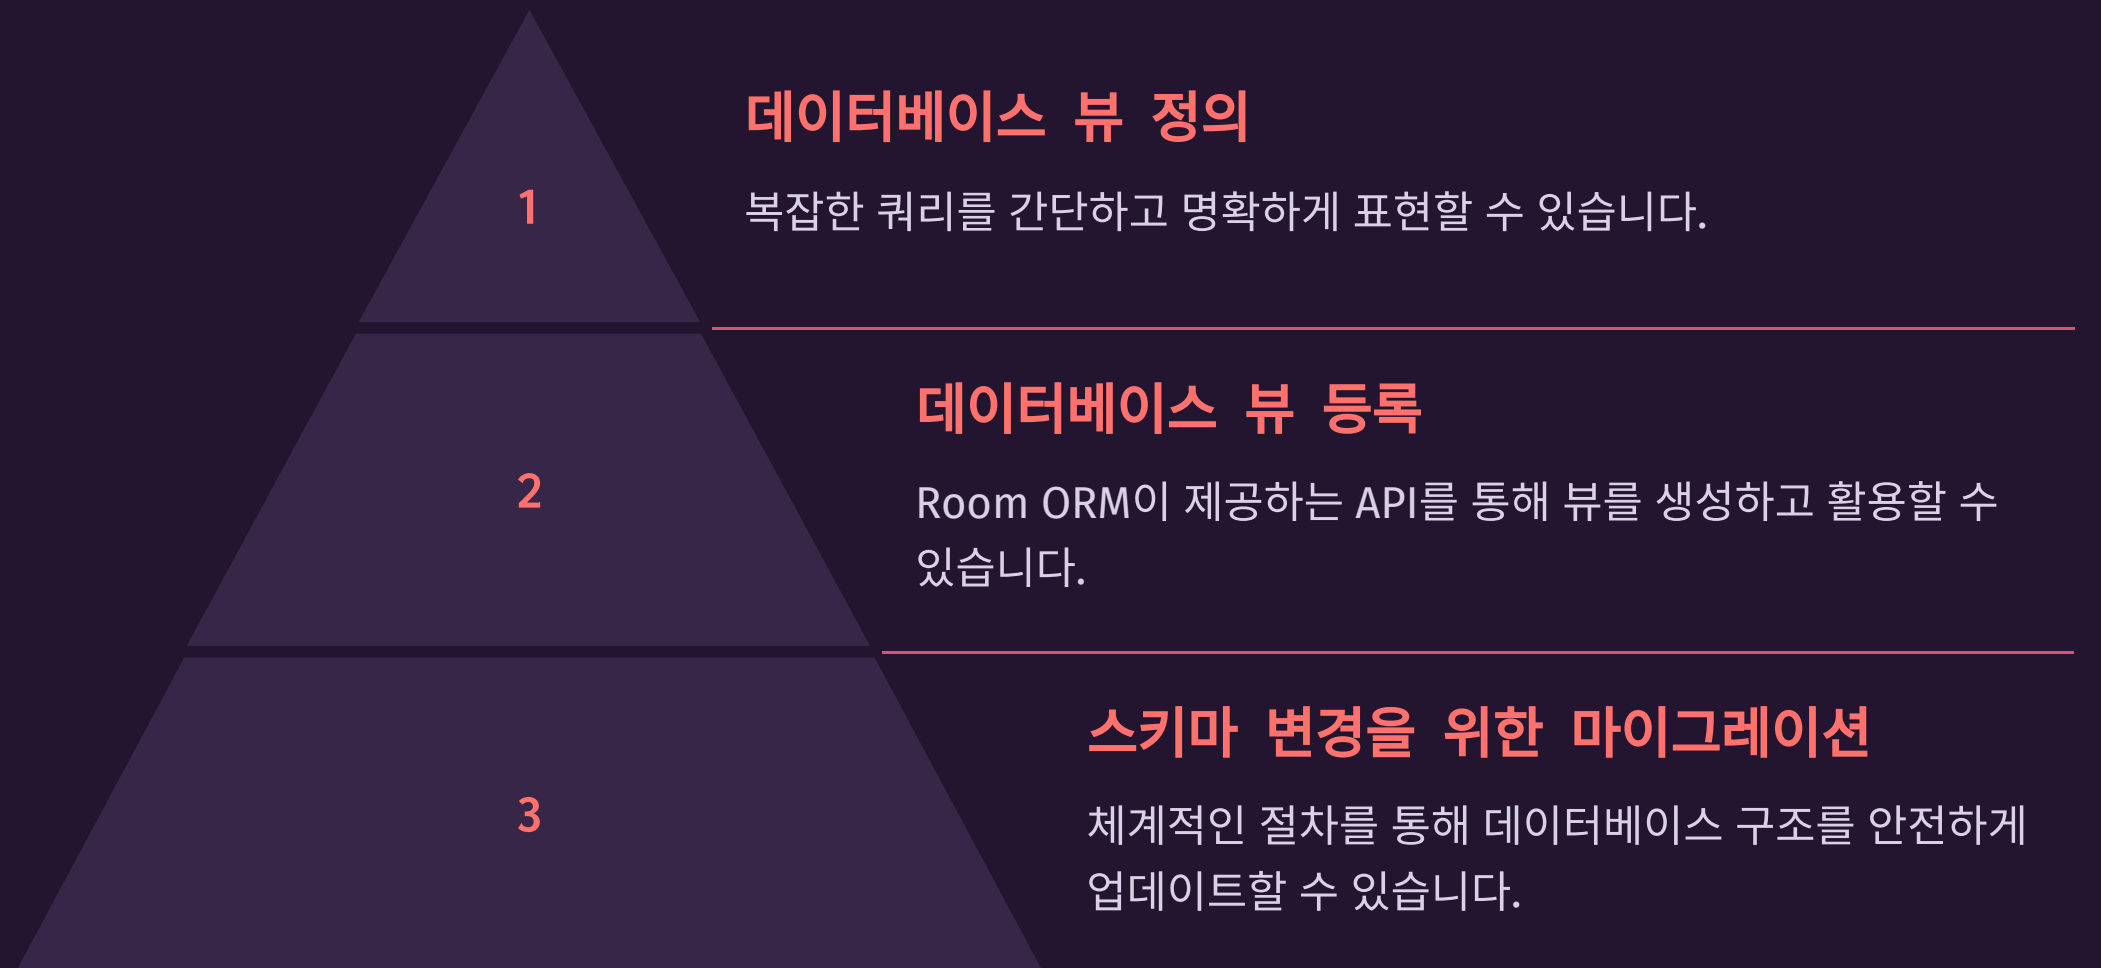 1
데이터베이스 뷰 정의
복잡한 쿼리를 간단하고 명확하게 표현할 수 있습니다.
2
데이터베이스 뷰 등록
Room ORM이 제공하는 API를 통해 뷰를 생성하고 활용할 수
있습니다.
3
스키마 변경을 위한 마이그레이션
체계적인 절차를 통해 데이터베이스 구조를 안전하게
업데이트할 수 있습니다.